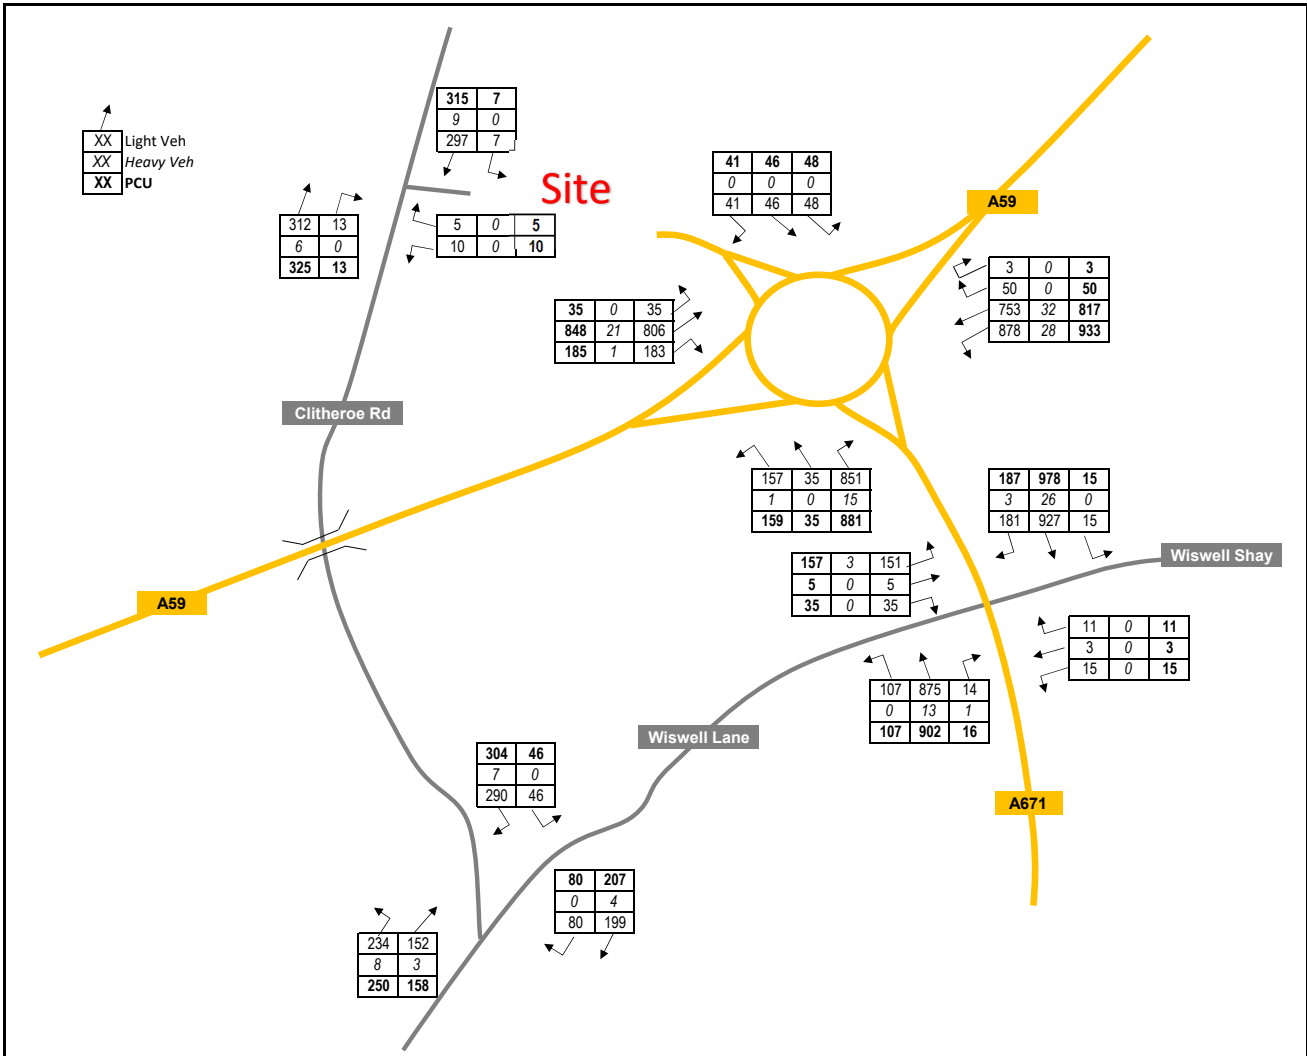 XX Light Veh
XX Heavy Veh
XX PCU
315 7
9 0
297 7
Site
312 13
6 0
325 13
5 0 5
10 0 10
41 46 48
0 0 0
41 46 48
A59
3 0 3
50 0 50
753 32 817
878 28 933
35 0 35
848 21 806
185 1 183
Clitheroe Rd
157 35 851
1 0 15
159 35 881
187 978 15
3 26 0
181 927 15
Wiswell Shay
157 3 151
5 0 5
35 0 35
A59
11 0 11
3 0 3
15 0 15
107 875 14
0 13 1
107 902 16
Wiswell Lane
304 46
7 0
290 46
A671
80 207
0 4
80 199
234 152
8 3
250 158